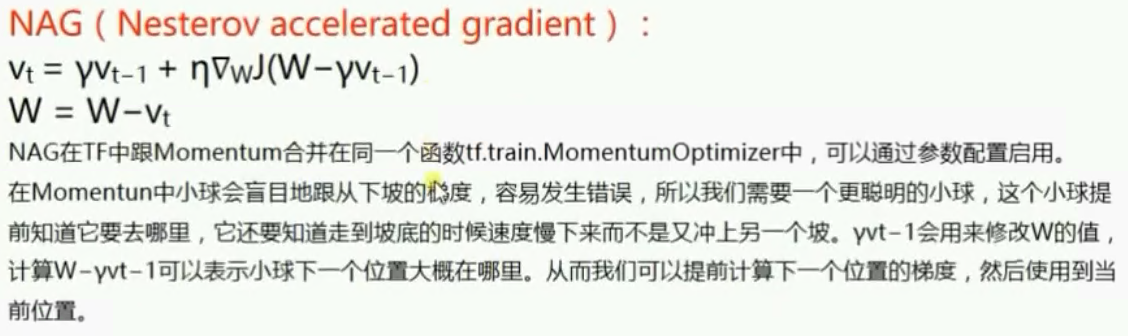 NAG（Nesterov accelerated gradient）：
vt = γvt−1 + η∇WJ(W−γvt−1)
W = W−vt
NAG在TF中跟Momentum合并在同一个函数tf.train.MomentumOptimizer中，可以通过参数配置启用。
在Momentun中小球会盲目地跟从下坡的梯度，容易发生错误，所以我们需要一个更聪明的小球，这个小球提
前知道它要去哪里，它还要知道走到坡底的时候速度慢下来而不是又冲上另一个坡。γvt−1会用来修改W的值，
计算W−γvt−1可以表示小球下一个位置大概在哪里。从而我们可以提前计算下一个位置的梯度，然后使用到当
前位置。